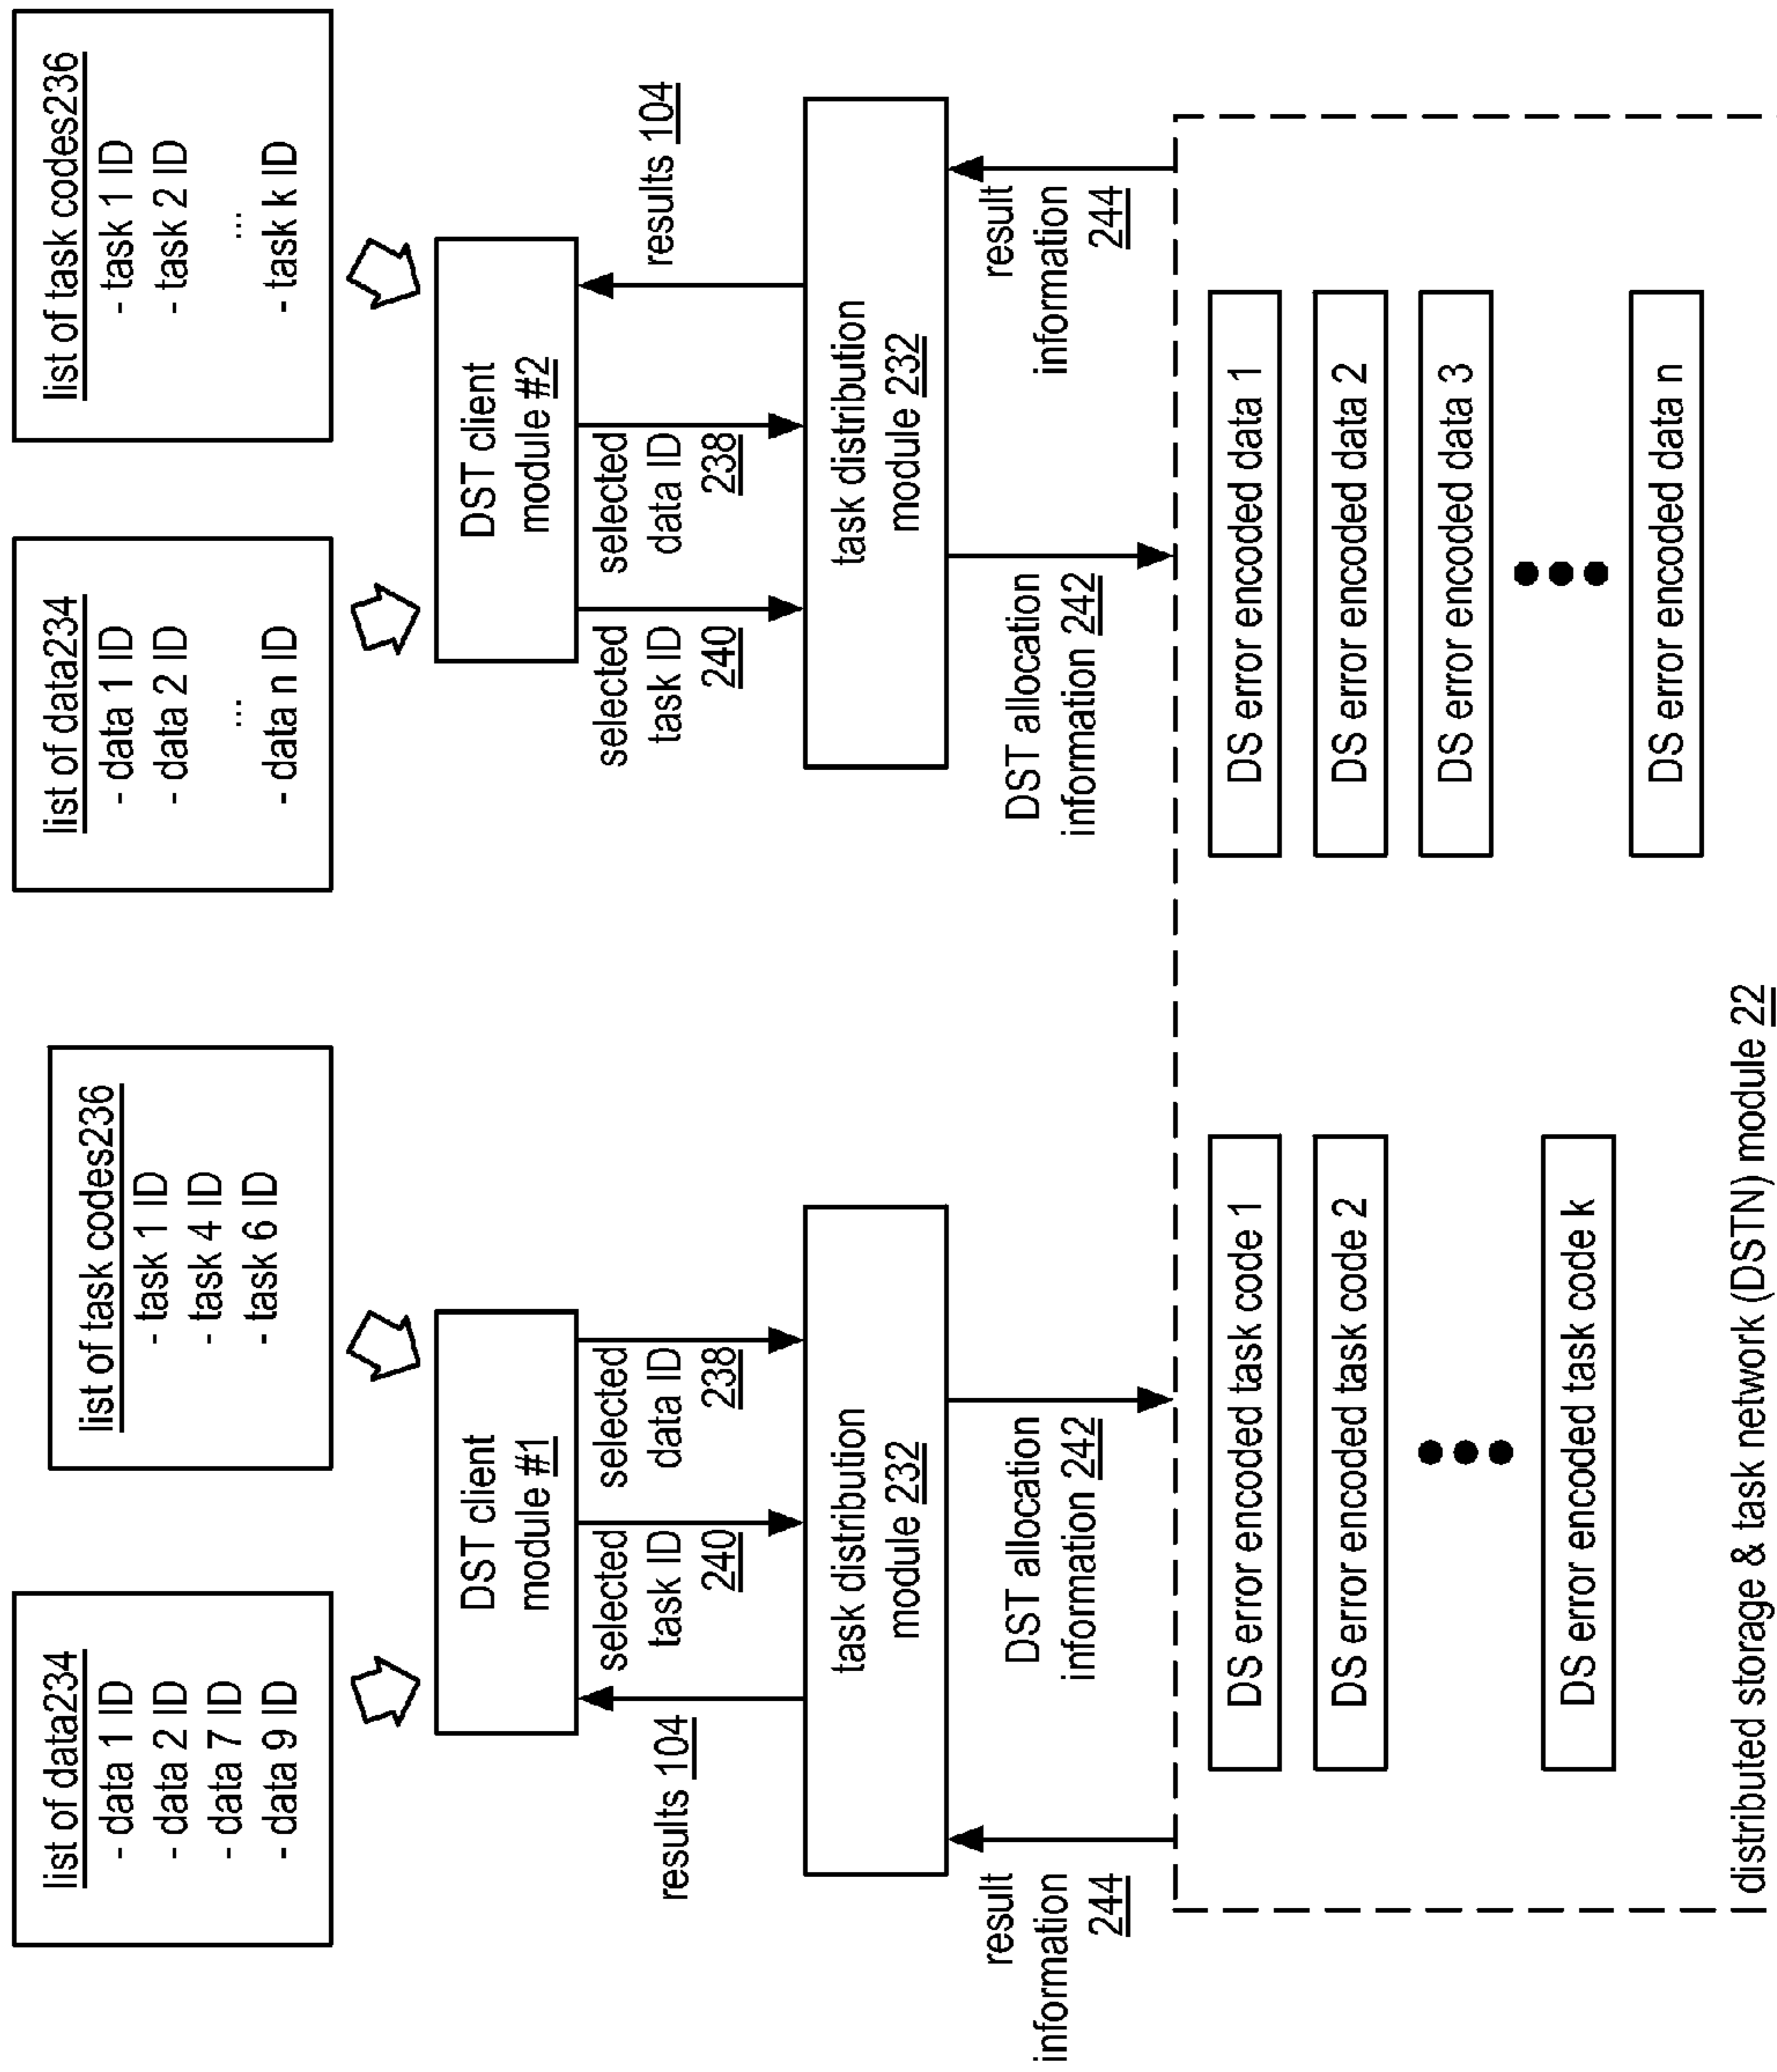 list of data234
- data 1 ID
- data 2 ID
- data 7 ID
- data 9 ID
list of task codes236
- task 1 ID
- task 4 ID
- task 6 ID
list of data234
- data 1 ID
- data 2 ID
...
- data n ID
list of task codes236
- task 1 ID
- task 2 ID
...
- task k ID
DST client
module #1
DST client
module #2
results 104
selected
task ID
240
selected
data ID
238
selected
task ID
240
selected
data ID
238
results 104
task distribution
module 232
task distribution
module 232
result
information
244
DST allocation
information 242
DST allocation
information 242
result
information
244
DS error encoded task code 1
DS error encoded task code 2
DS error encoded task code k
DS error encoded data 1
DS error encoded data 2
DS error encoded data 3
DS error encoded data n
distributed storage & task network (DSTN) module 22